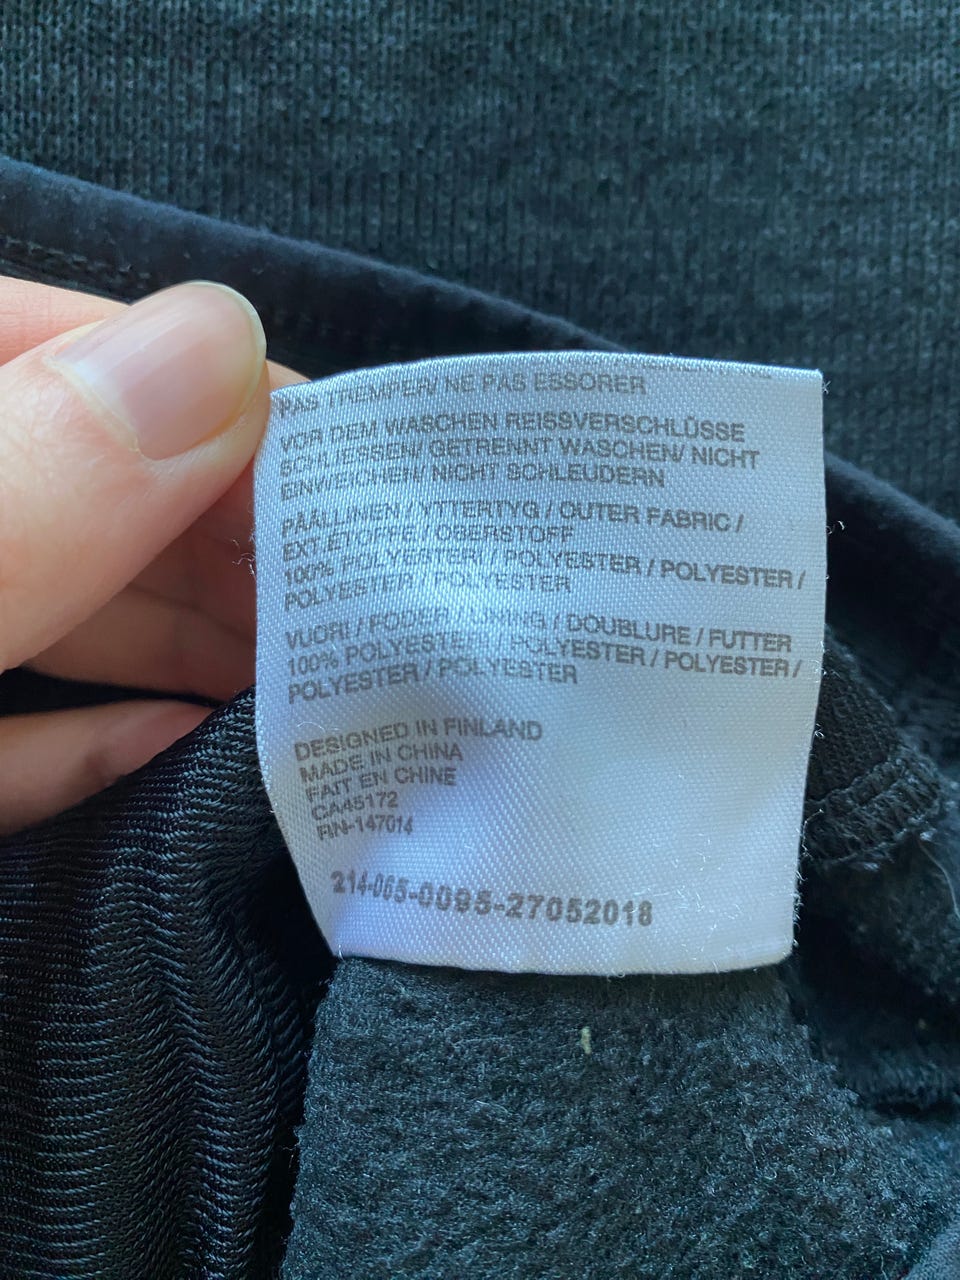 PAS TREMPER/ NE PAS ESSORER
VOR DEM WASCHEN REISSVERSCHLÜSSE
SCHLIESSEN/ GETRENNT WASCHEN/ NICHT
EINWEICHEN/ NICHT SCHLEUDERN
PÄÄLLINEN / YTTERTYG / OUTER FABRIC /
EXT.ETOFFE / OBERSTOFF
100% POLYESTERI / POLYESTER / POLYESTER /
POLYESTER / POLYESTER
VUORI / FODER / LINING / DOUBLURE / FUTTER
100% POLYESTERI / POLYESTER / POLYESTER /
POLYESTER / POLYESTER
DESIGNED IN FINLAND
MADE IN CHINA
FAIT EN CHINE
CA45172
RN-147014
214-065-0095-27052018